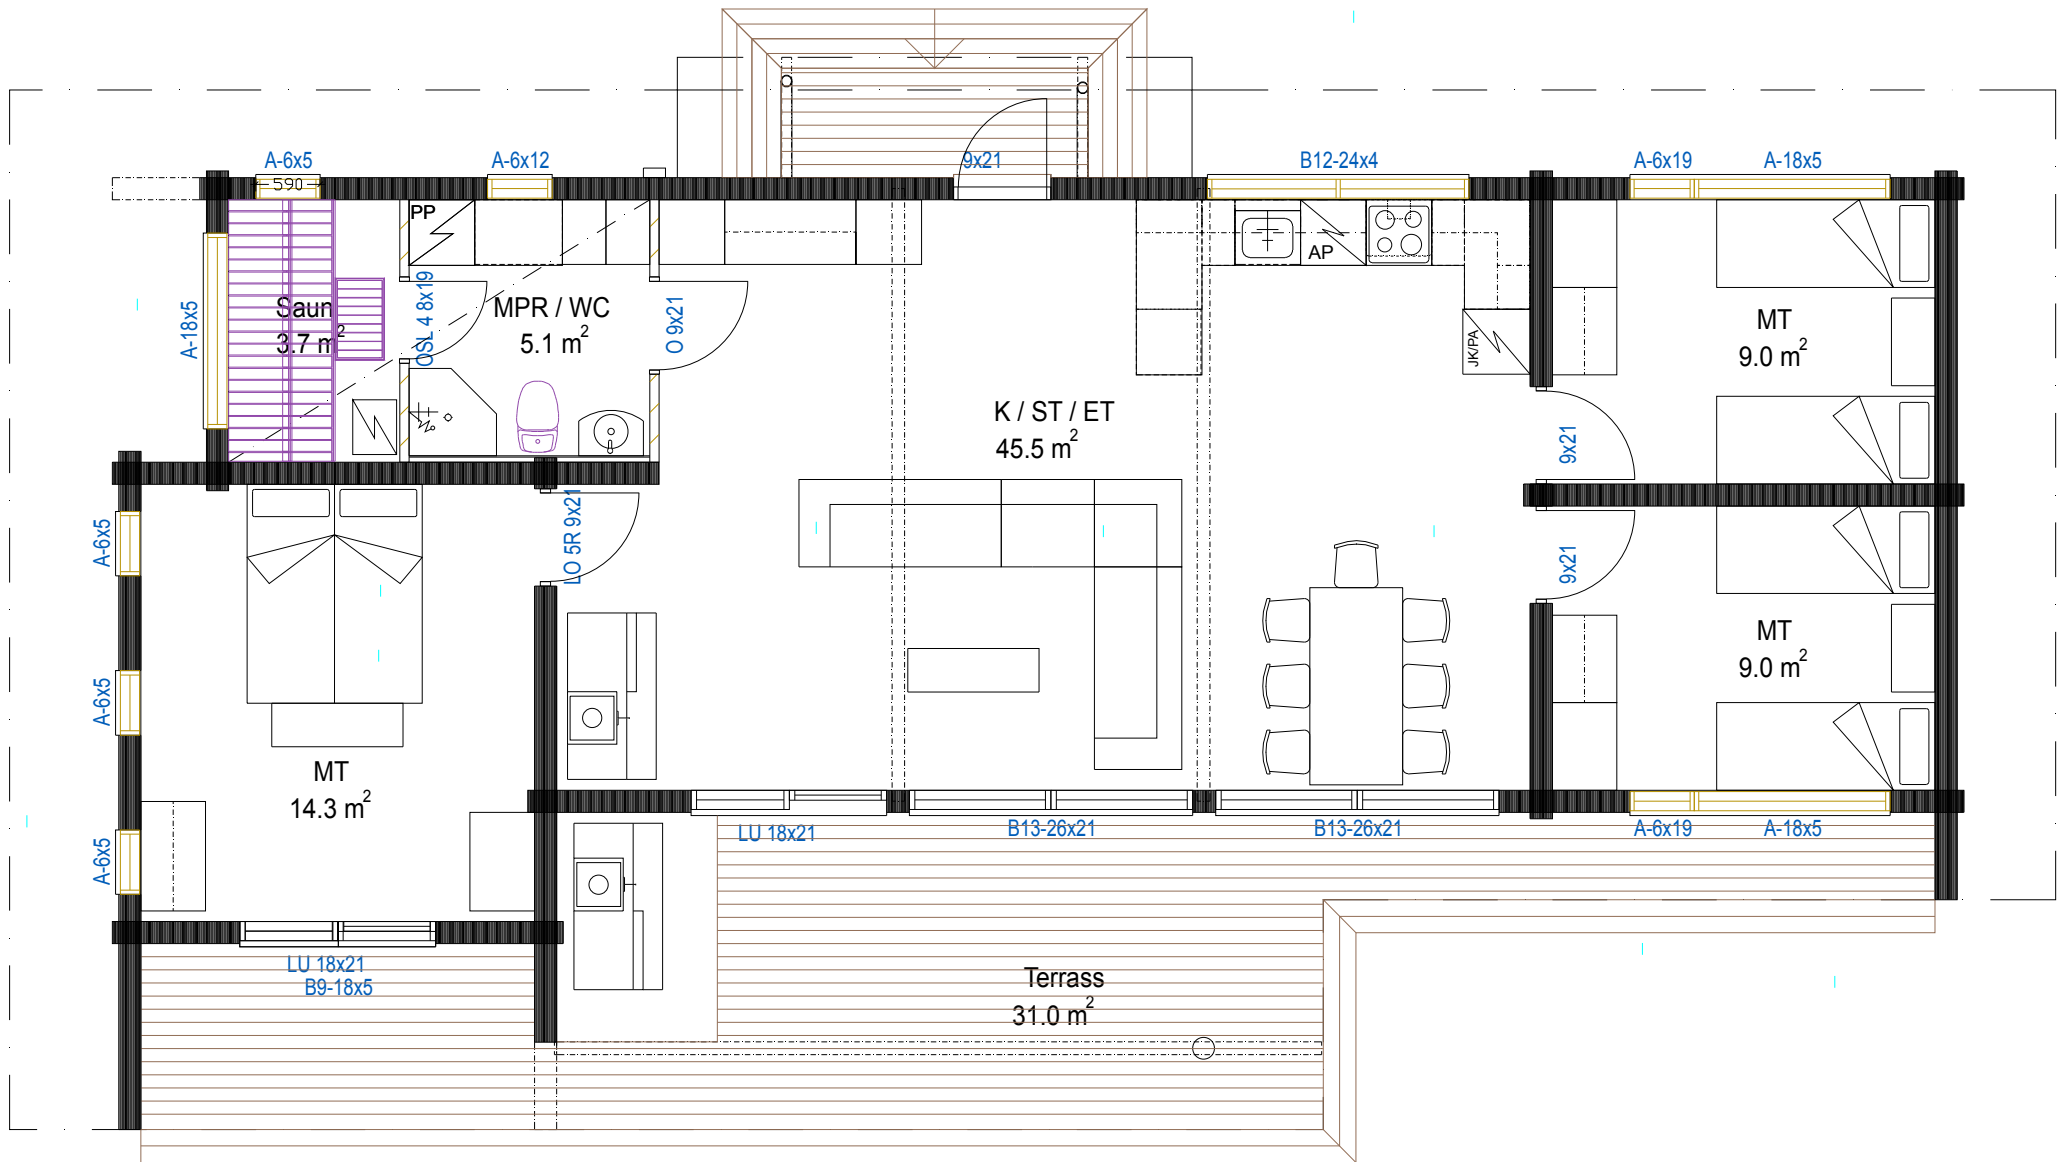 A-6x5
A-6x12
9x21
B12-24x4
A-6x19
A-18x5
590
PP
AP
A-18x5
Saun
3.7 m²
OSL 4 8x19
MPR / WC
5.1 m²
O 9x21
JK/PA
MT
9.0 m²
K / ST / ET
45.5 m²
9x21
A-6x5
LO 5R 9x21
9x21
A-6x5
MT
9.0 m²
MT
14.3 m²
A-6x5
LU 18x21
B13-26x21
B13-26x21
A-6x19
A-18x5
LU 18x21
B9-18x5
Terrass
31.0 m²